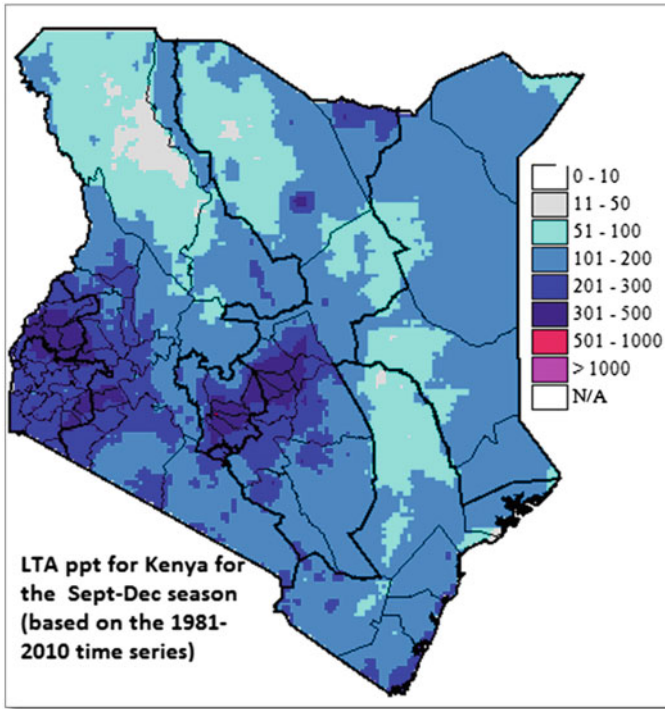 0 - 10
11 - 50
51 - 100
101 - 200
201 - 300
301 - 500
501 - 1000
> 1000
N/A
LTA ppt for Kenya for
the Sept-Dec season
(based on the 1981-
2010 time series)